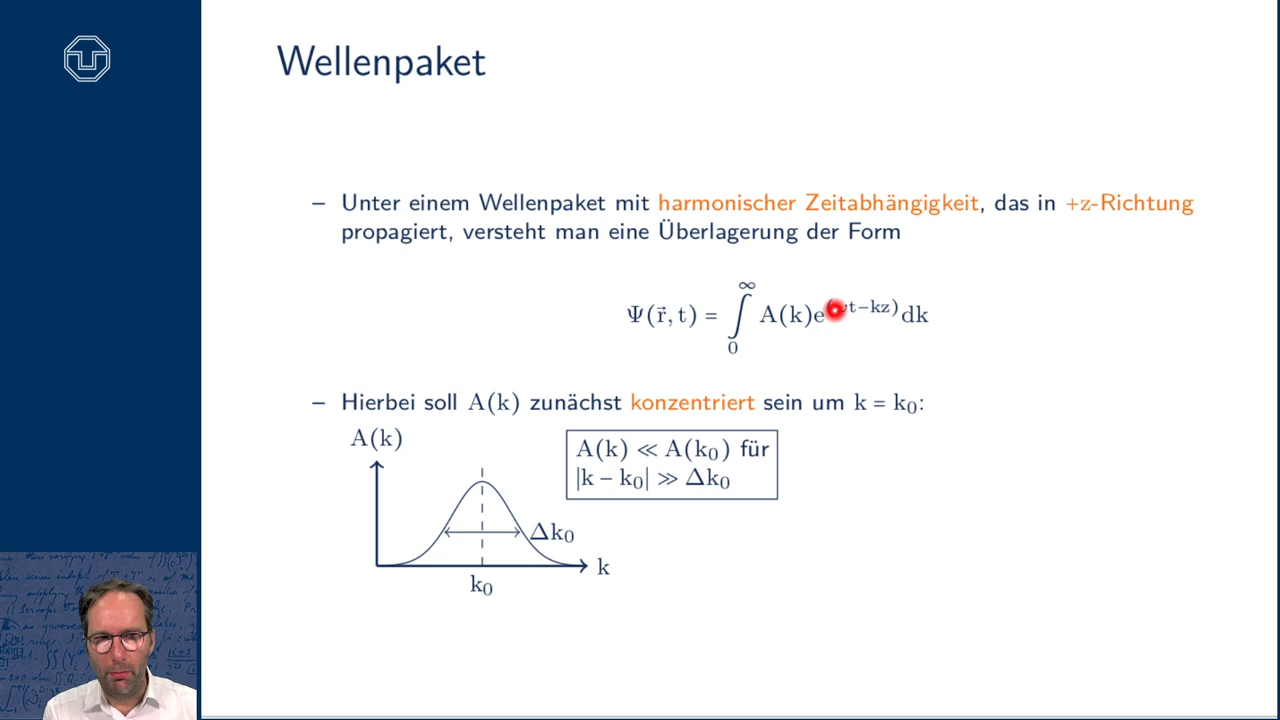 Wellenpaket
– Unter einem Wellenpaket mit harmonischer Zeitabhängigkeit, das in +z-Richtung
propagiert, versteht man eine Überlagerung der Form
Ψ(r⃗, t) = ∫₀^∞ A(k)e^(t−kz) dk
– Hierbei soll A(k) zunächst konzentriert sein um k = k₀:
A(k)
A(k) ≪ A(k₀) für
|k − k₀| ≫ Δk₀
Δk₀
k
k₀